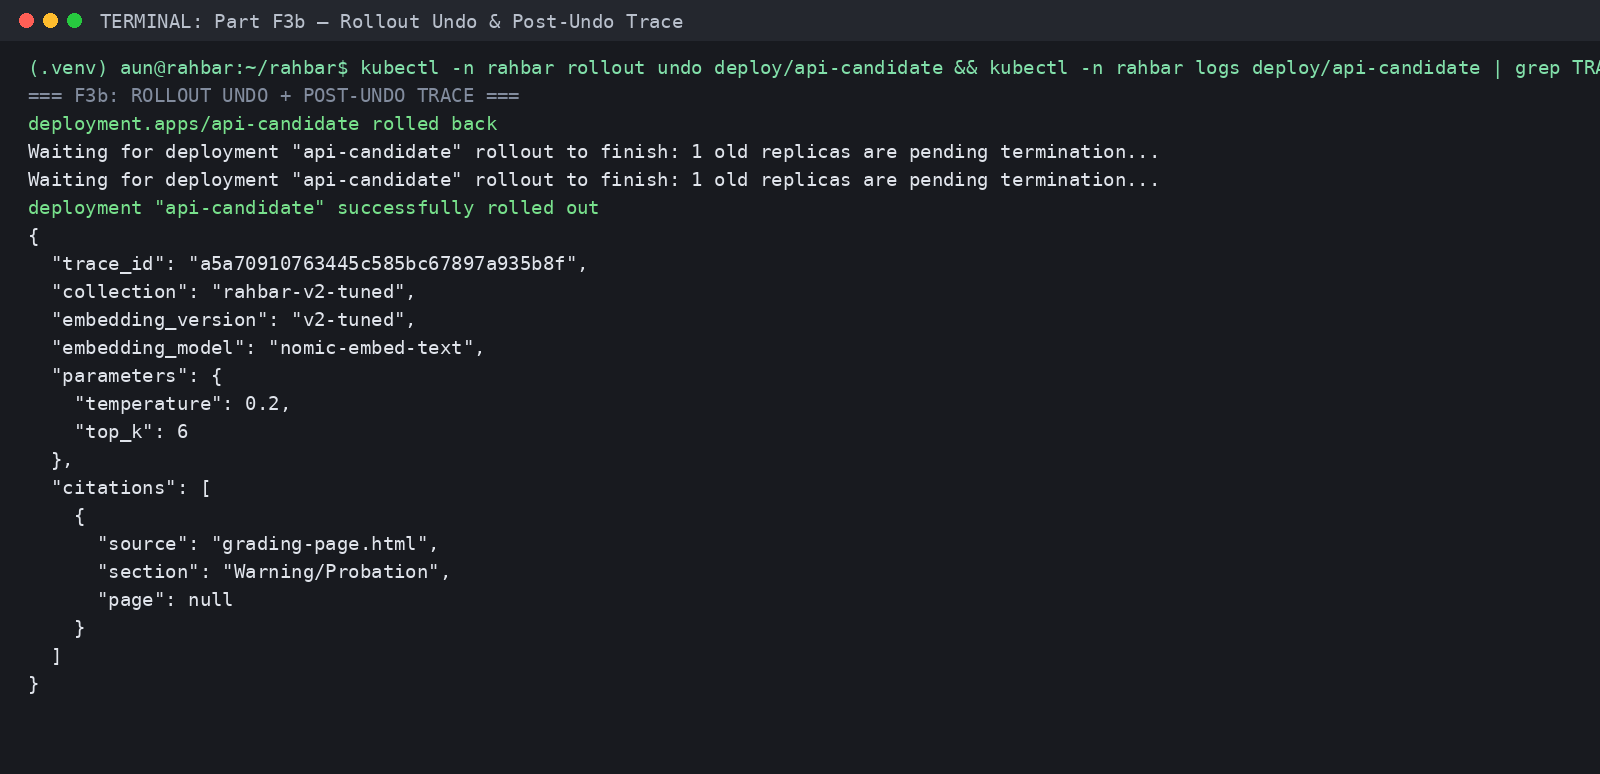 TERMINAL: Part F3b — Rollout Undo & Post-Undo Trace
(.venv) aun@rahbar:~/rahbar$ kubectl -n rahbar rollout undo deploy/api-candidate && kubectl -n rahbar logs deploy/api-candidate | grep TRA
=== F3b: ROLLOUT UNDO + POST-UNDO TRACE ===
deployment.apps/api-candidate rolled back
Waiting for deployment "api-candidate" rollout to finish: 1 old replicas are pending termination...
Waiting for deployment "api-candidate" rollout to finish: 1 old replicas are pending termination...
deployment "api-candidate" successfully rolled out
{
  "trace_id": "a5a70910763445c585bc67897a935b8f",
  "collection": "rahbar-v2-tuned",
  "embedding_version": "v2-tuned",
  "embedding_model": "nomic-embed-text",
  "parameters": {
    "temperature": 0.2,
    "top_k": 6
  },
  "citations": [
    {
      "source": "grading-page.html",
      "section": "Warning/Probation",
      "page": null
    }
  ]
}